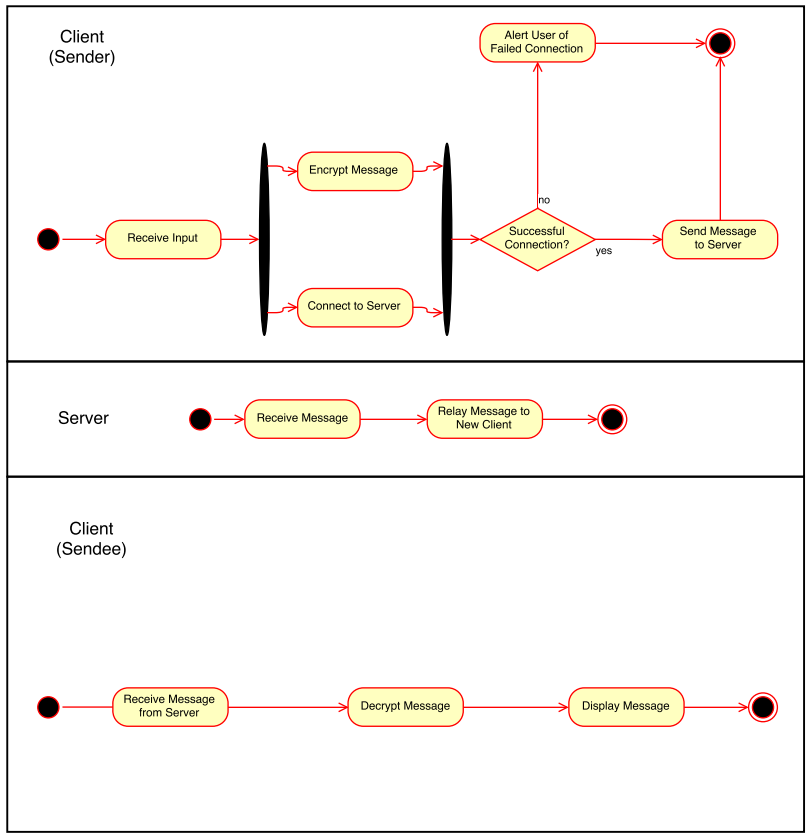 Client
(Sender)
Alert User of
Failed Connection
Encrypt Message
no
Receive Input
Successful
Connection?
yes
Send Message
to Server
Connect to Server
Server
Receive Message
Relay Message to
New Client
Client
(Sendee)
Receive Message
from Server
Decrypt Message
Display Message